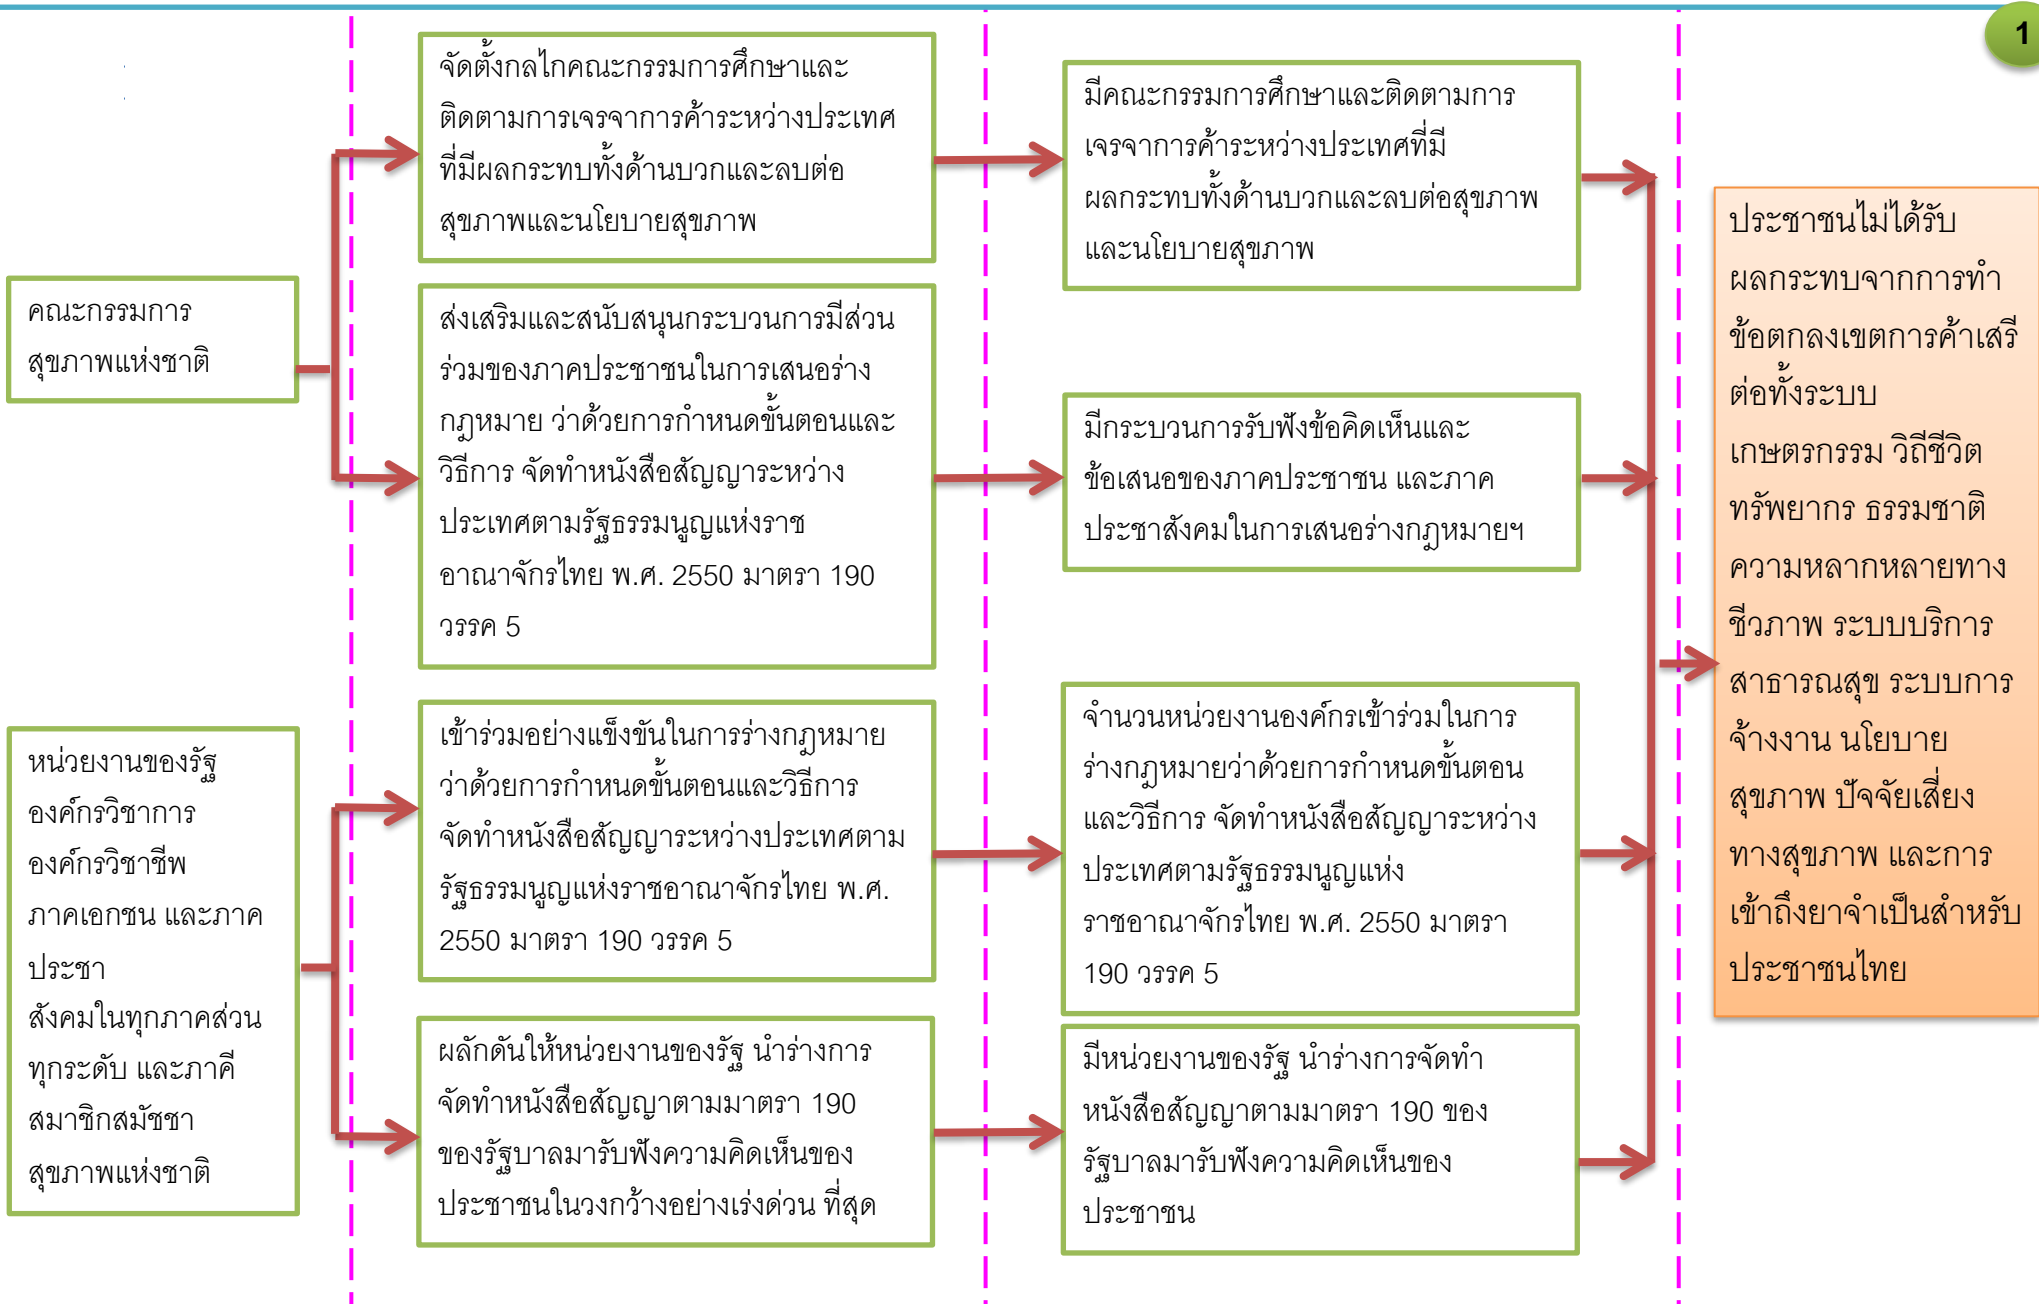 1
คณะกรรมการ
สุขภาพแห่งชาติ
หน่วยงานของรัฐ
องค์กรวิชาการ
องค์กรวิชาชีพ
ภาคเอกชน และภาค
ประชา
สังคมในทุกภาคส่วน
ทุกระดับ และภาคี
สมาชิกสมัชชา
สุขภาพแห่งชาติ
จัดตั้งกลไกคณะกรรมการศึกษาและ
ติดตามการเจรจาการค้าระหว่างประเทศ
ที่มีผลกระทบทั้งด้านบวกและลบต่อ
สุขภาพและนโยบายสุขภาพ
ส่งเสริมและสนับสนุนกระบวนการมีส่วน
ร่วมของภาคประชาชนในการเสนอร่าง
กฎหมาย ว่าด้วยการกำหนดขั้นตอนและ
วิธีการ จัดทำหนังสือสัญญาระหว่าง
ประเทศตามรัฐธรรมนูญแห่งราช
อาณาจักรไทย พ.ศ. 2550 มาตรา 190
วรรค 5
เข้าร่วมอย่างแข็งขันในการร่างกฎหมาย
ว่าด้วยการกำหนดขั้นตอนและวิธีการ
จัดทำหนังสือสัญญาระหว่างประเทศตาม
รัฐธรรมนูญแห่งราชอาณาจักรไทย พ.ศ.
2550 มาตรา 190 วรรค 5
ผลักดันให้หน่วยงานของรัฐ นำร่างการ
จัดทำหนังสือสัญญาตามมาตรา 190
ของรัฐบาลมารับฟังความคิดเห็นของ
ประชาชนในวงกว้างอย่างเร่งด่วน ที่สุด
มีคณะกรรมการศึกษาและติดตามการ
เจรจาการค้าระหว่างประเทศที่มี
ผลกระทบทั้งด้านบวกและลบต่อสุขภาพ
และนโยบายสุขภาพ
มีกระบวนการรับฟังข้อคิดเห็นและ
ข้อเสนอของภาคประชาชน และภาค
ประชาสังคมในการเสนอร่างกฎหมายฯ
จำนวนหน่วยงานองค์กรเข้าร่วมในการ
ร่างกฎหมายว่าด้วยการกำหนดขั้นตอน
และวิธีการ จัดทำหนังสือสัญญาระหว่าง
ประเทศตามรัฐธรรมนูญแห่ง
ราชอาณาจักรไทย พ.ศ. 2550 มาตรา
190 วรรค 5
มีหน่วยงานของรัฐ นำร่างการจัดทำ
หนังสือสัญญาตามมาตรา 190 ของ
รัฐบาลมารับฟังความคิดเห็นของ
ประชาชน
ประชาชนไม่ได้รับ
ผลกระทบจากการทำ
ข้อตกลงเขตการค้าเสรี
ต่อทั้งระบบ
เกษตรกรรม วิถีชีวิต
ทรัพยากร ธรรมชาติ
ความหลากหลายทาง
ชีวภาพ ระบบบริการ
สาธารณสุข ระบบการ
จ้างงาน นโยบาย
สุขภาพ ปัจจัยเสี่ยง
ทางสุขภาพ และการ
เข้าถึงยาจำเป็นสำหรับ
ประชาชนไทย